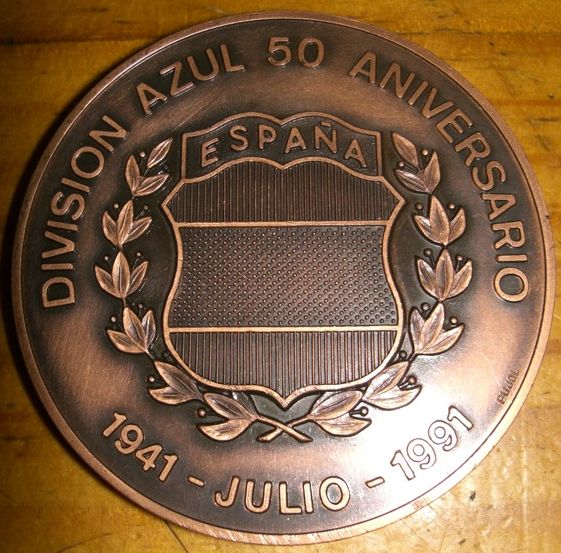 DIVISION AZUL 50 ANIVERSARIO
ESPAÑA
1941 - JULIO - 1991